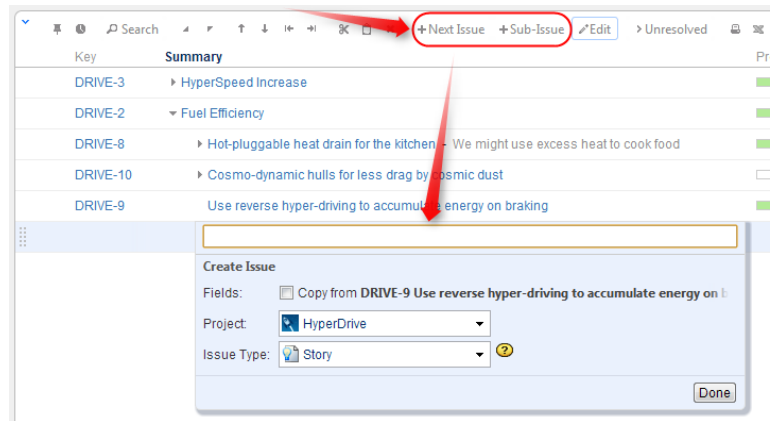 Search + Next Issue + Sub-Issue Edit > Unresolved
Key Summary Pr
DRIVE-3 HyperSpeed Increase
DRIVE-2 Fuel Efficiency
DRIVE-8 Hot-pluggable heat drain for the kitchen - We might use excess heat to cook food
DRIVE-10 Cosmo-dynamic hulls for less drag by cosmic dust
DRIVE-9 Use reverse hyper-driving to accumulate energy on braking
Create Issue
Fields: Copy from DRIVE-9 Use reverse hyper-driving to accumulate energy on b
Project: HyperDrive
Issue Type: Story
Done